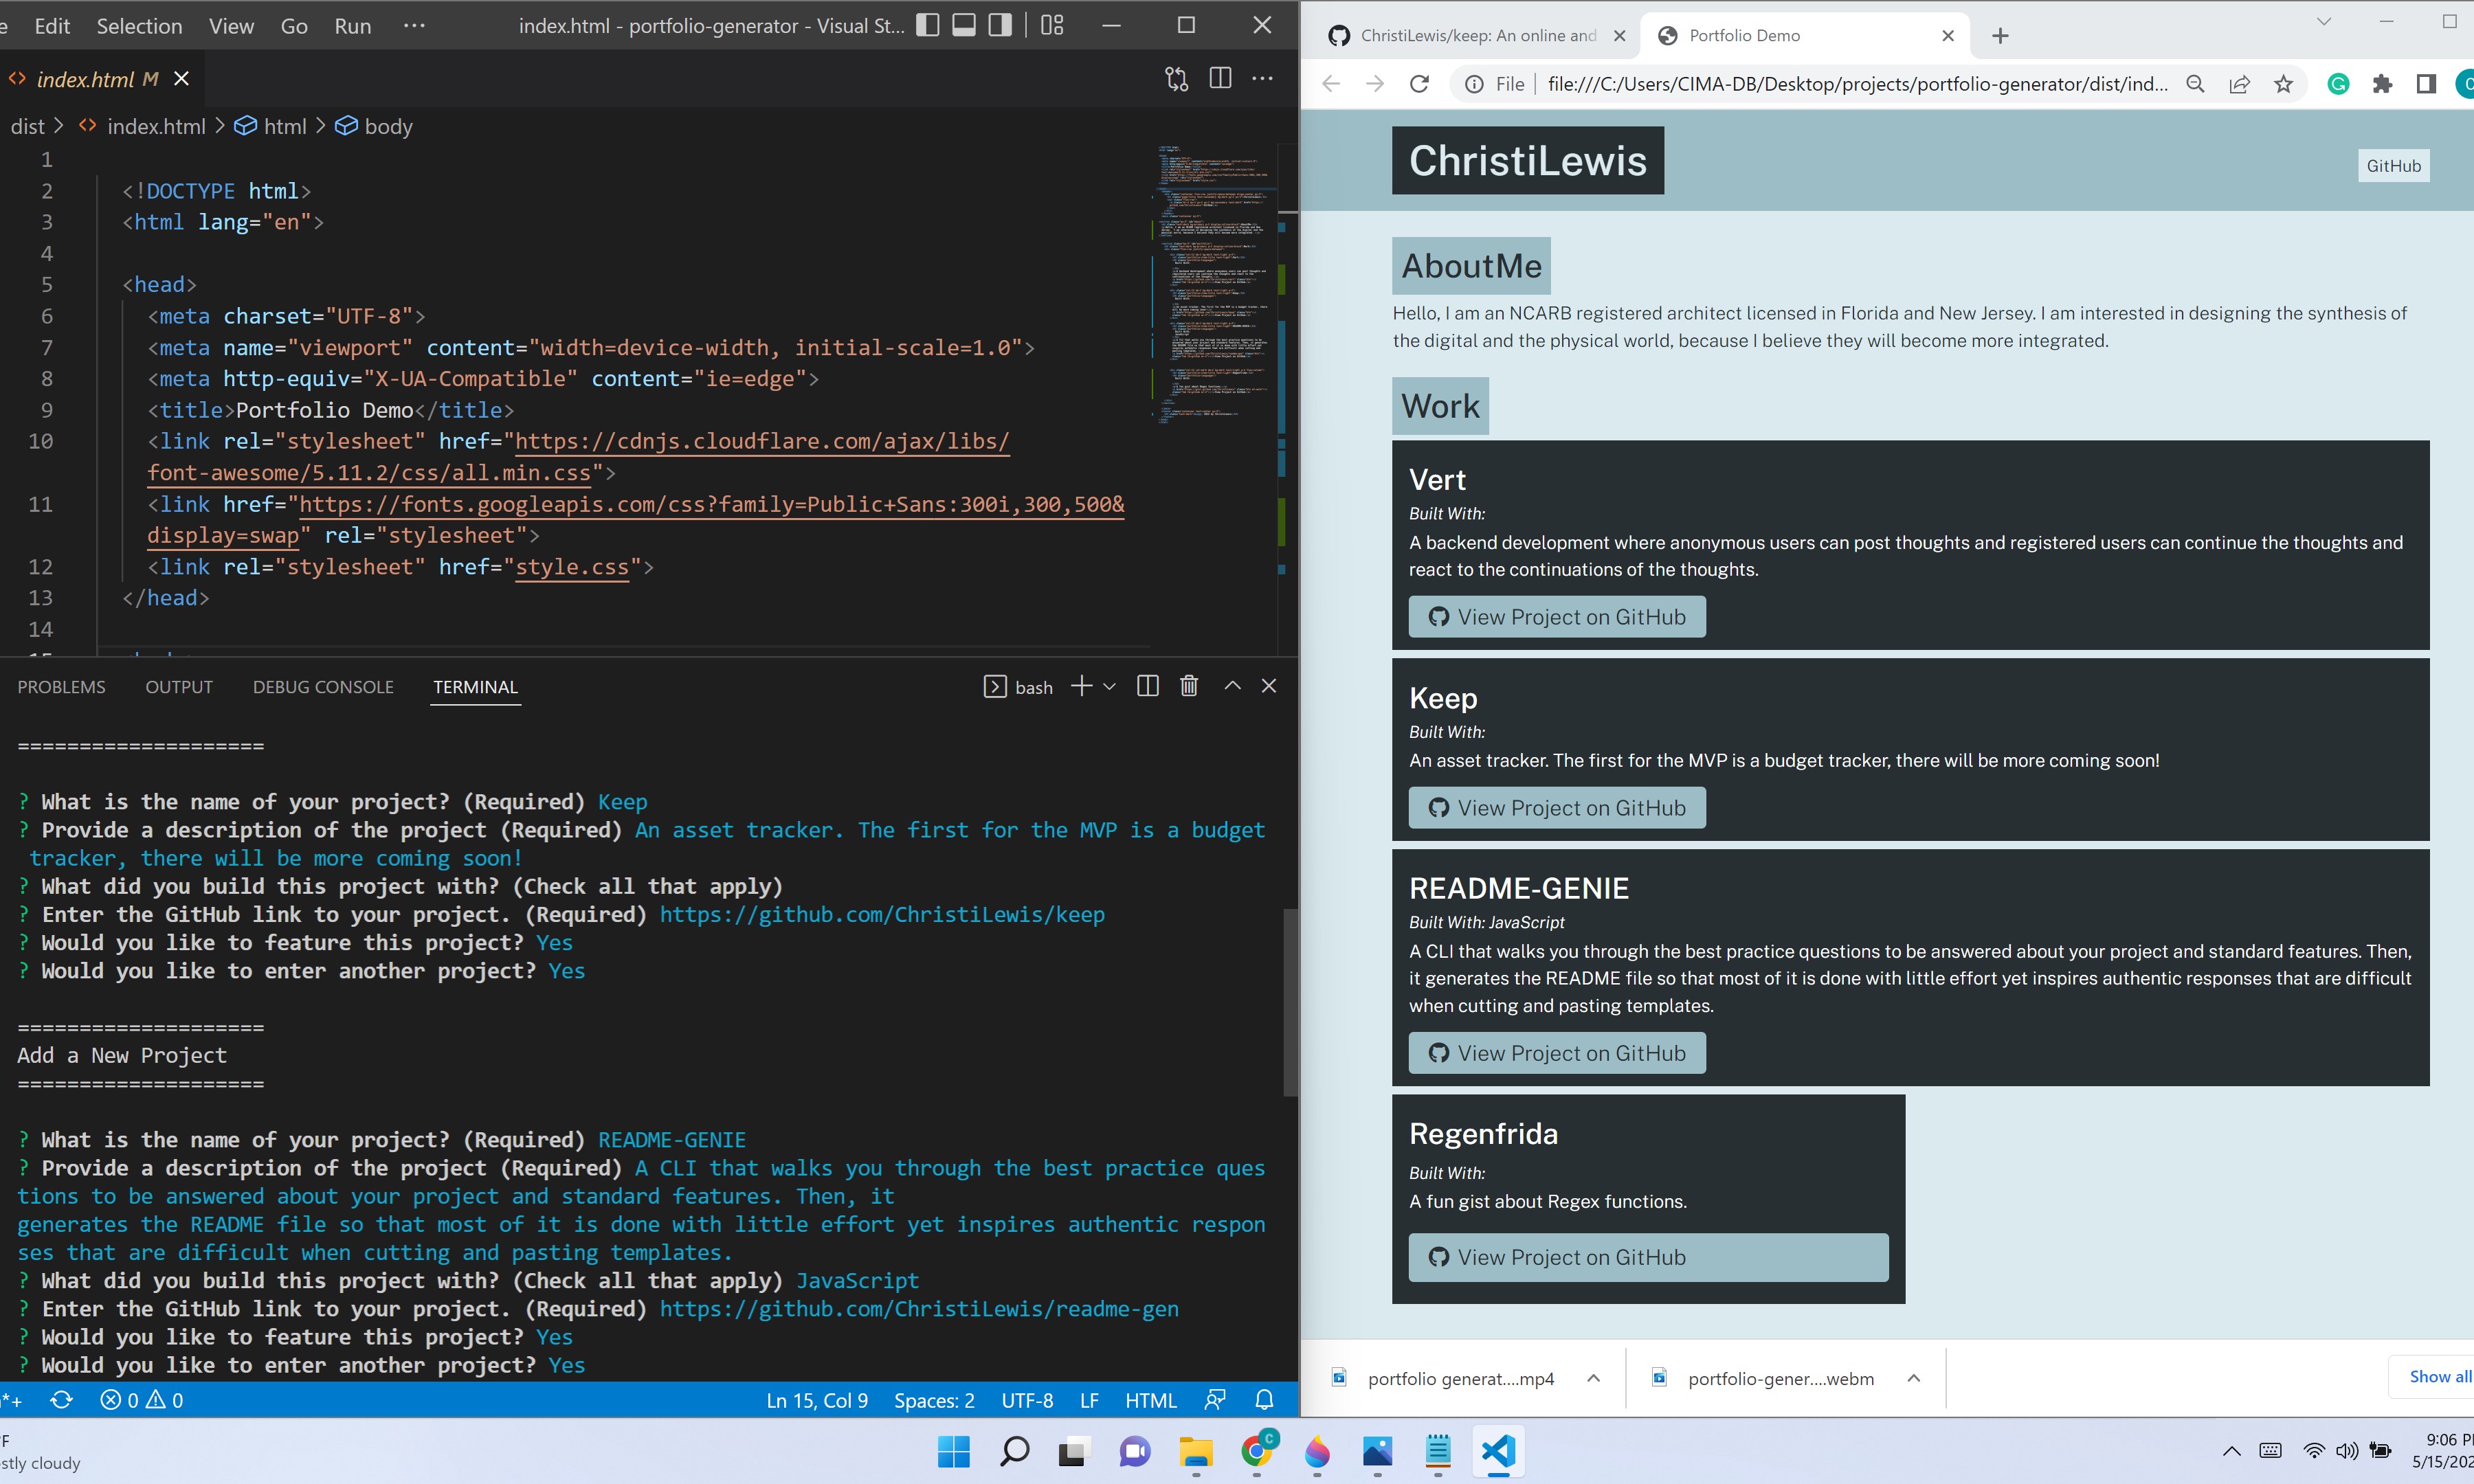 Edit Selection View Go Run ··· index.html - portfolio-generator - Visual St...
index.html M
dist > index.html > html > body
1
2 <!DOCTYPE html>
3 <html lang="en">
4
5 <head>
6 <meta charset="UTF-8">
7 <meta name="viewport" content="width=device-width, initial-scale=1.0">
8 <meta http-equiv="X-UA-Compatible" content="ie=edge">
9 <title>Portfolio Demo</title>
10 <link rel="stylesheet" href="https://cdnjs.cloudflare.com/ajax/libs/
font-awesome/5.11.2/css/all.min.css">
11 <link href="https://fonts.googleapis.com/css?family=Public+Sans:300i,300,500&
display=swap" rel="stylesheet">
12 <link rel="stylesheet" href="style.css">
13 </head>
14
PROBLEMS OUTPUT DEBUG CONSOLE TERMINAL bash
====================
? What is the name of your project? (Required) Keep
? Provide a description of the project (Required) An asset tracker. The first for the MVP is a budget
tracker, there will be more coming soon!
? What did you build this project with? (Check all that apply)
? Enter the GitHub link to your project. (Required) https://github.com/ChristiLewis/keep
? Would you like to feature this project? Yes
? Would you like to enter another project? Yes
====================
Add a New Project
====================
? What is the name of your project? (Required) README-GENIE
? Provide a description of the project (Required) A CLI that walks you through the best practice ques
tions to be answered about your project and standard features. Then, it
generates the README file so that most of it is done with little effort yet inspires authentic respon
ses that are difficult when cutting and pasting templates.
? What did you build this project with? (Check all that apply) JavaScript
? Enter the GitHub link to your project. (Required) https://github.com/ChristiLewis/readme-gen
? Would you like to feature this project? Yes
? Would you like to enter another project? Yes
*+ 0 0 Ln 15, Col 9 Spaces: 2 UTF-8 LF HTML
ChristiLewis/keep: An online and Portfolio Demo
File file:///C:/Users/CIMA-DB/Desktop/projects/portfolio-generator/dist/ind...
ChristiLewis
GitHub
AboutMe
Hello, I am an NCARB registered architect licensed in Florida and New Jersey. I am interested in designing the synthesis of
the digital and the physical world, because I believe they will become more integrated.
Work
Vert
Built With:
A backend development where anonymous users can post thoughts and registered users can continue the thoughts and
react to the continuations of the thoughts.
View Project on GitHub
Keep
Built With:
An asset tracker. The first for the MVP is a budget tracker, there will be more coming soon!
View Project on GitHub
README-GENIE
Built With: JavaScript
A CLI that walks you through the best practice questions to be answered about your project and standard features. Then,
it generates the README file so that most of it is done with little effort yet inspires authentic responses that are difficult
when cutting and pasting templates.
View Project on GitHub
Regenfrida
Built With:
A fun gist about Regex functions.
View Project on GitHub
portfolio generat....mp4 portfolio-gener....webm Show all
stly cloudy
C
9:06 P
5/15/202